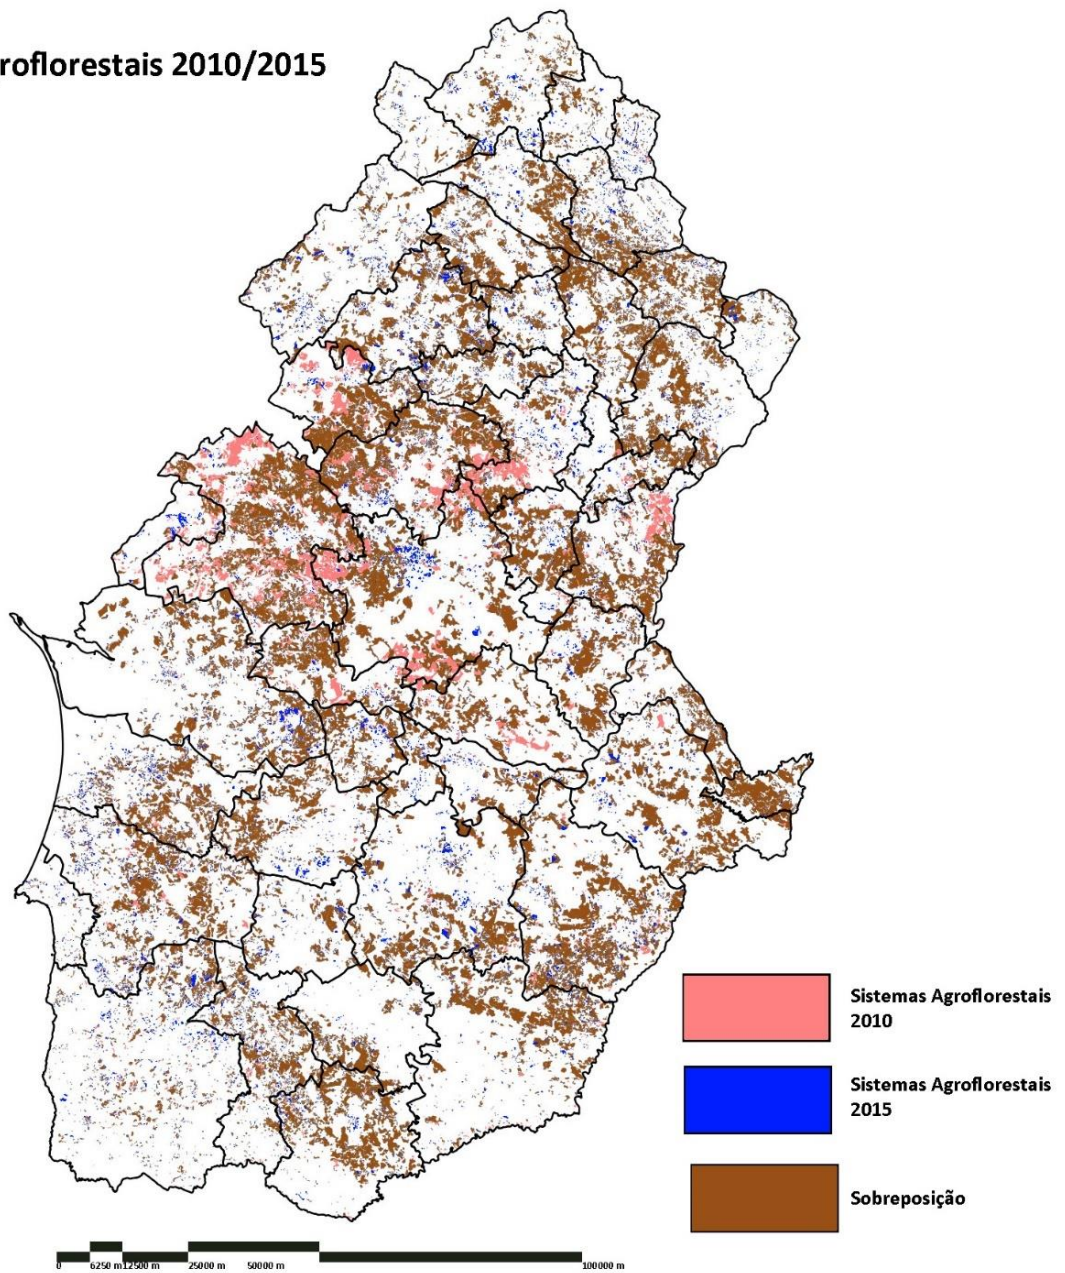 roflorestais 2010/2015
Sistemas Agroflorestais
2010
Sistemas Agroflorestais
2015
Sobreposição
0 6250 m 12500 m 25000 m 50000 m 100000 m